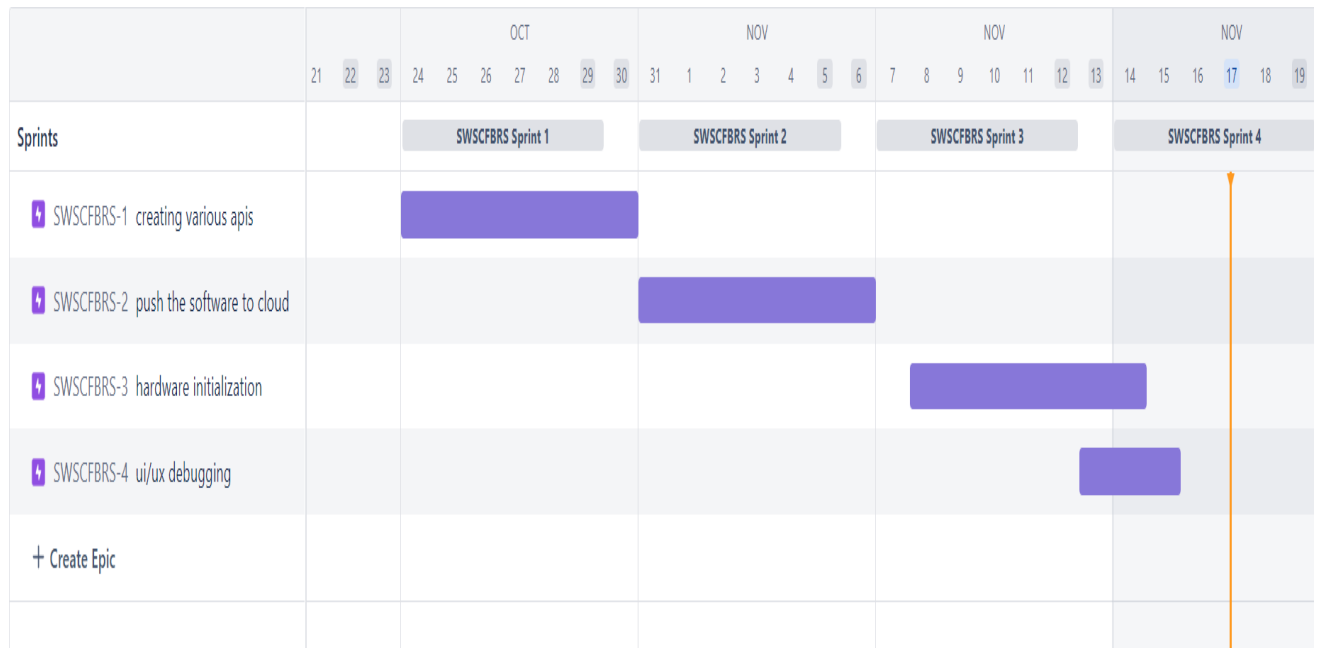 OCT NOV NOV NOV
21 22 23 24 25 26 27 28 29 30 31 1 2 3 4 5 6 7 8 9 10 11 12 13 14 15 16 17 18 19
Sprints SWSCFBRS Sprint 1 SWSCFBRS Sprint 2 SWSCFBRS Sprint 3 SWSCFBRS Sprint 4
SWSCFBRS-1 creating various apis
SWSCFBRS-2 push the software to cloud
SWSCFBRS-3 hardware initialization
SWSCFBRS-4 ui/ux debugging
+ Create Epic